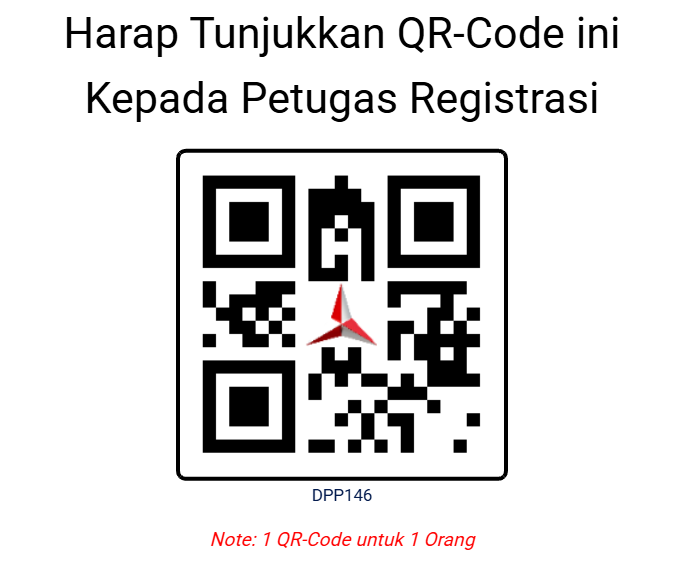 Harap Tunjukkan QR-Code ini
Kepada Petugas Registrasi
DPP146
Note: 1 QR-Code untuk 1 Orang